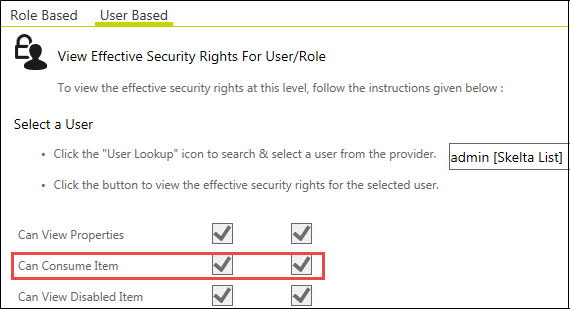 Role Based User Based
View Effective Security Rights For User/Role
To view the effective security rights at this level, follow the instructions given below :
Select a User
• Click the "User Lookup" icon to search & select a user from the provider. admin [Skelta List]
• Click the button to view the effective security rights for the selected user.
Can View Properties
Can Consume Item
Can View Disabled Item